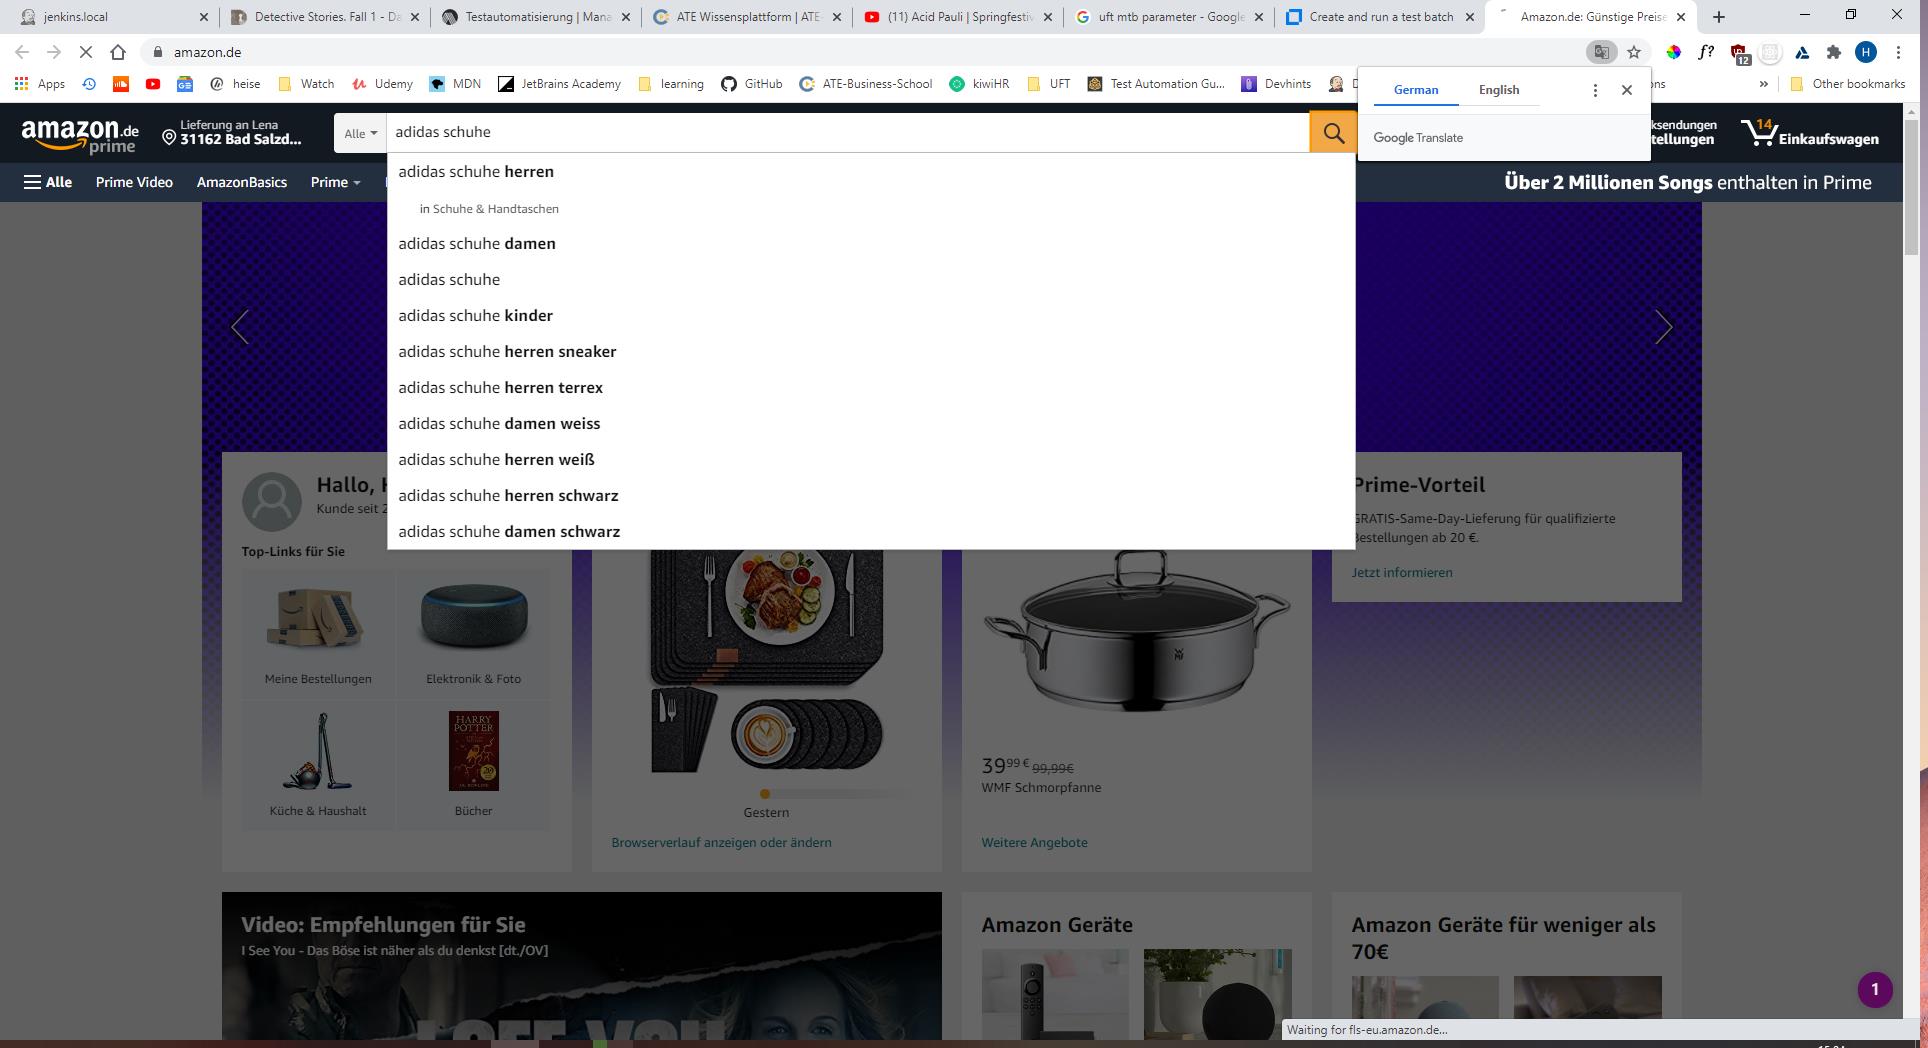 jenkins.local
Detective Stories. Fall 1 - Da
Testautomatisierung | Mana
ATE Wissensplattform | ATE-
(11) Acid Pauli | Springfestiv
uft mtb parameter - Google
Create and run a test batch
Amazon.de: Günstige Preise
amazon.de
f?
12
H
Apps
heise
Watch
Udemy
MDN
JetBrains Academy
learning
GitHub
ATE-Business-School
kiwiHR
UFT
Test Automation Gu...
Devhints
D
ons
»
Other bookmarks
German
English
Google Translate
amazon.de
prime
Lieferung an Lena
31162 Bad Salzd...
Alle
adidas schuhe
ksendungen
tellungen
14
Einkaufswagen
Alle
Prime Video
AmazonBasics
Prime
Über 2 Millionen Songs enthalten in Prime
adidas schuhe herren
in Schuhe & Handtaschen
adidas schuhe damen
adidas schuhe
adidas schuhe kinder
adidas schuhe herren sneaker
adidas schuhe herren terrex
adidas schuhe damen weiss
adidas schuhe herren weiß
adidas schuhe herren schwarz
adidas schuhe damen schwarz
Hallo,
Kunde seit 2
Top-Links für Sie
Meine Bestellungen
Elektronik & Foto
HARRY
POTTER
Küche & Haushalt
Bücher
Gestern
Browserverlauf anzeigen oder ändern
WMF
39⁹⁹ € 99,99€
WMF Schmorpfanne
Weitere Angebote
Prime-Vorteil
GRATIS-Same-Day-Lieferung für qualifizierte
Bestellungen ab 20 €.
Jetzt informieren
Video: Empfehlungen für Sie
I See You - Das Böse ist näher als du denkst [dt./OV]
I SEE YOU
Amazon Geräte
Amazon Geräte für weniger als
70€
1
Waiting for fls-eu.amazon.de...